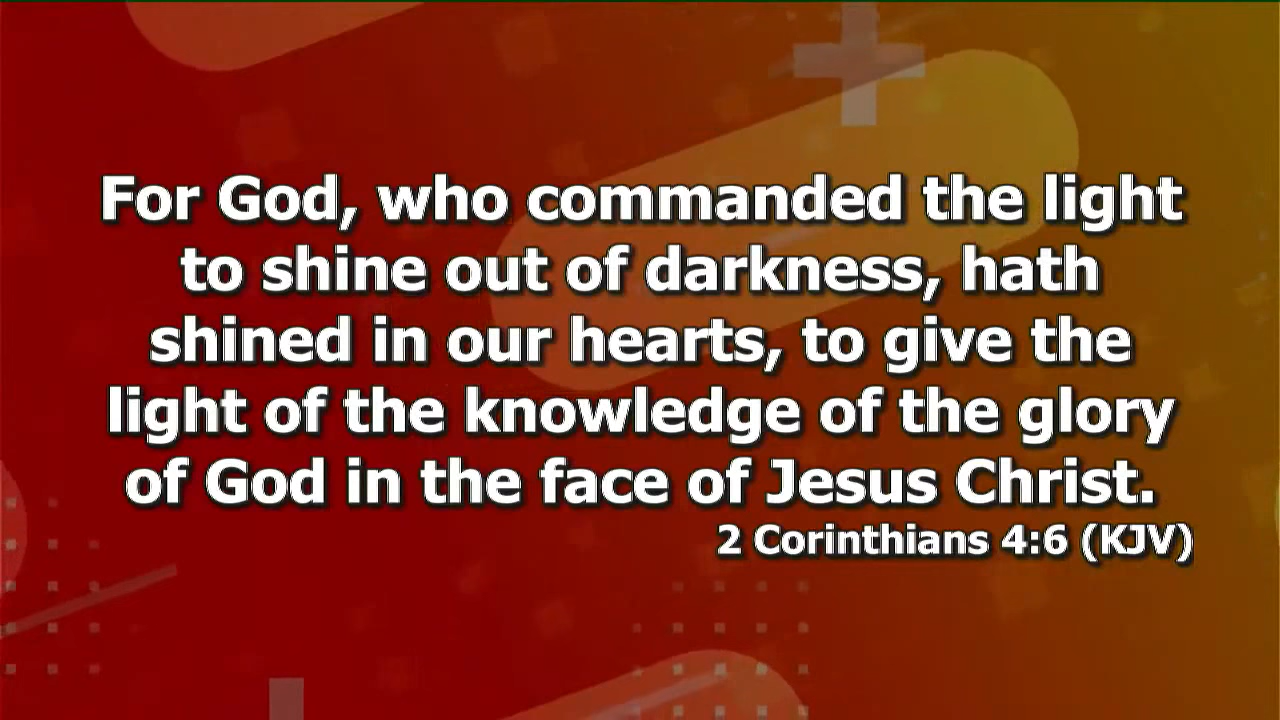 For God, who commanded the light
to shine out of darkness, hath
shined in our hearts, to give the
light of the knowledge of the glory
of God in the face of Jesus Christ.
2 Corinthians 4:6 (KJV)